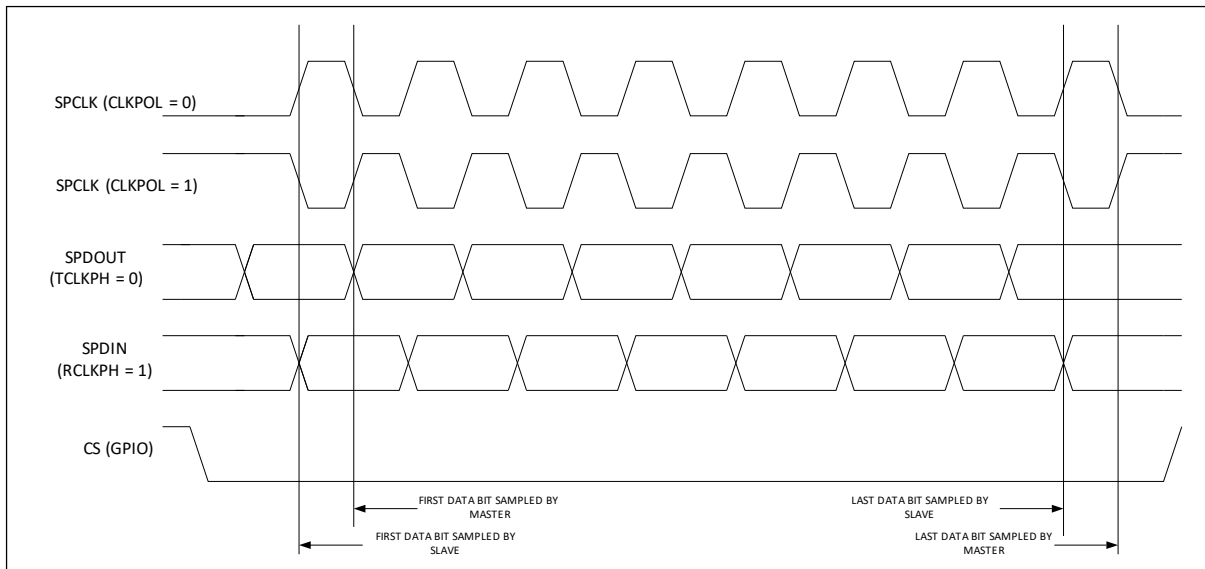 SPCLK (CLKPOL = 0)
SPCLK (CLKPOL = 1)
SPDOUT
(TCLKPH = 0)
SPDIN
(RCLKPH = 1)
CS (GPIO)
FIRST DATA BIT SAMPLED BY
MASTER
LAST DATA BIT SAMPLED BY
SLAVE
FIRST DATA BIT SAMPLED BY
SLAVE
LAST DATA BIT SAMPLED BY
MASTER